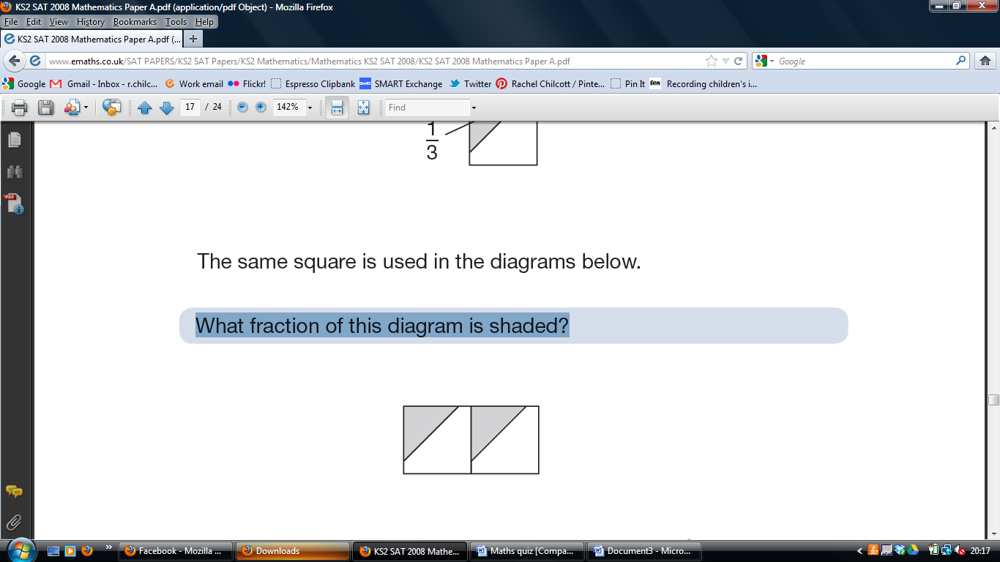 KS2 SAT 2008 Mathematics Paper A.pdf (application/pdf Object) - Mozilla Firefox
File Edit View History Bookmarks Tools Help
KS2 SAT 2008 Mathematics Paper A.pdf (...
www.emaths.co.uk/SAT PAPERS/KS2 SAT Papers/KS2 Mathematics/Mathematics KS2 SAT 2008/KS2 SAT 2008 Mathematics Paper A.pdf Google
Google Gmail - Inbox - r.chilc... Work email Flickr! Espresso Clipbank SMART Exchange Twitter Rachel Chilcott / Pinte... Pin It tes Recording children's i...
17 / 24 142% Find
1
3
The same square is used in the diagrams below.
What fraction of this diagram is shaded?
Facebook - Mozilla ... Downloads KS2 SAT 2008 Mathe... Maths quiz [Compa... Document3 - Micro... 20:17